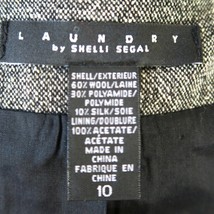 LAUNDRY
by SHELLI SEGAL
SHELL/EXTERIEUR
60% WOOL/LAINE
30% POLYAMIDE/
POLYMIDE
10% SILK/SOIE
LINING/DOUBLURE
100% ACETATE/
ACÉTATE
MADE IN
CHINA
FABRIQUE EN
CHINE
10